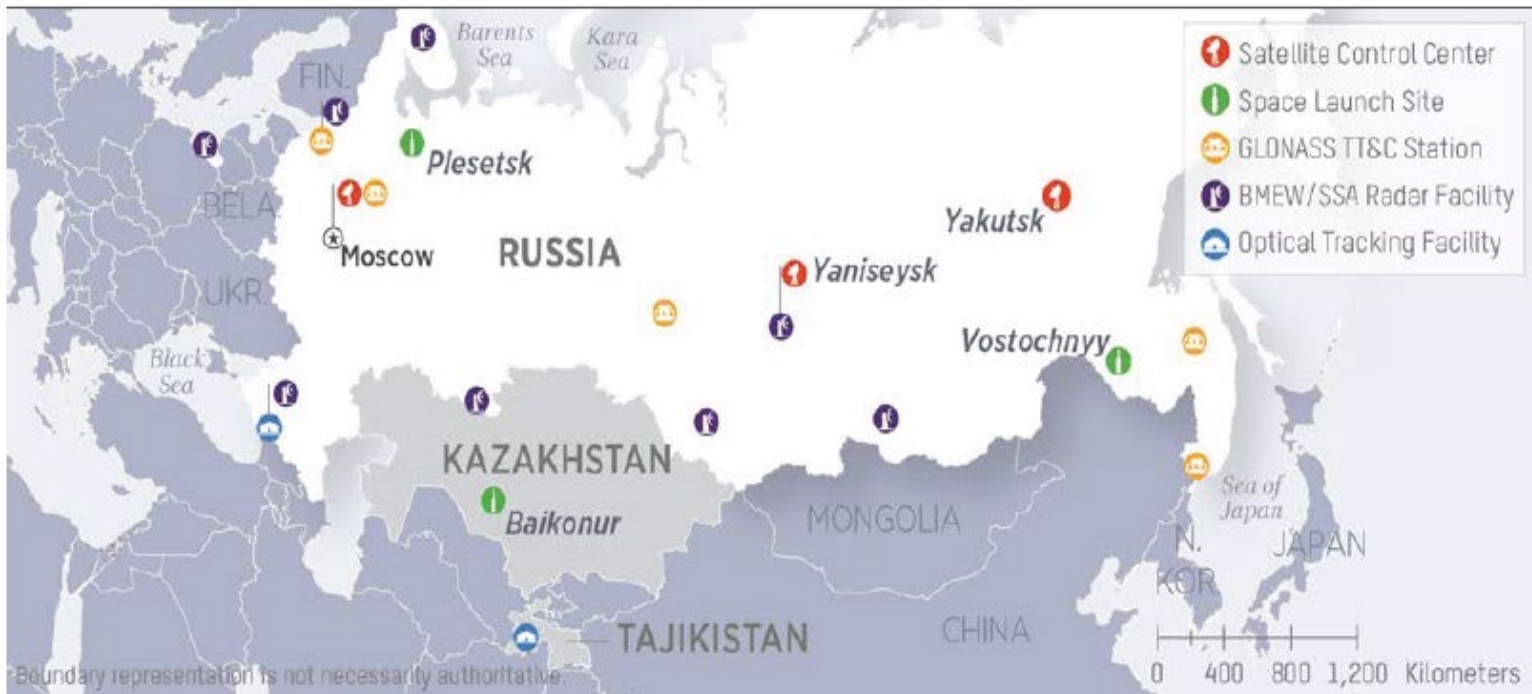 Barents
Sea
Kara
Sea
FIN.
Plesetsk
BELA.
Moscow
RUSSIA
Yakutsk
Yaniseysk
UKR.
Vostochnyy
Black
Sea
KAZAKHSTAN
Baikonur
MONGOLIA
Sea of
Japan
N.
KOR.
JAPAN
CHINA
TAJIKISTAN
Satellite Control Center
Space Launch Site
GLONASS TT&C Station
BMEW/SSA Radar Facility
Optical Tracking Facility
0 400 800 1,200 Kilometers
Boundary representation is not necessarily authoritative.